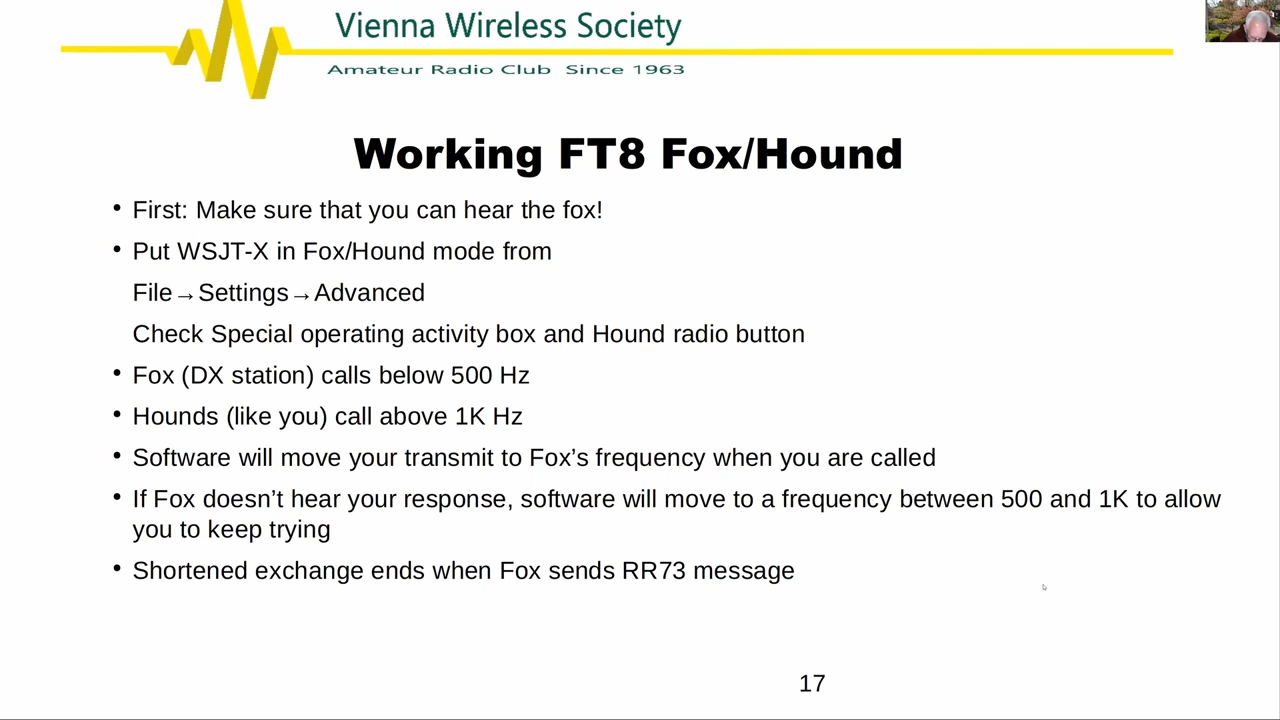 Vienna Wireless Society
Amateur Radio Club Since 1963
Working FT8 Fox/Hound
• First: Make sure that you can hear the fox!
• Put WSJT-X in Fox/Hound mode from
File→Settings→Advanced
Check Special operating activity box and Hound radio button
• Fox (DX station) calls below 500 Hz
• Hounds (like you) call above 1K Hz
• Software will move your transmit to Fox’s frequency when you are called
• If Fox doesn’t hear your response, software will move to a frequency between 500 and 1K to allow
you to keep trying
• Shortened exchange ends when Fox sends RR73 message
17